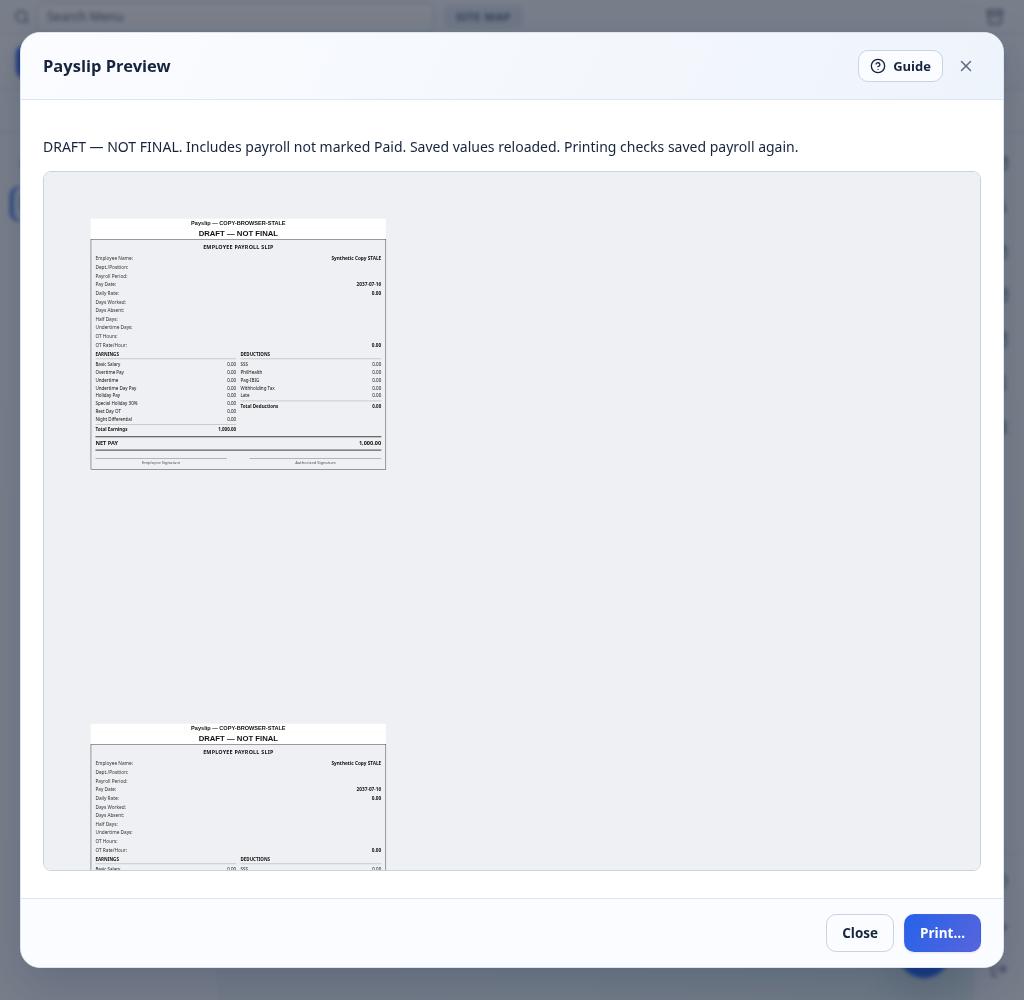 Search Menu
SITE MAP
Payslip Preview
Guide
DRAFT — NOT FINAL. Includes payroll not marked Paid. Saved values reloaded. Printing checks saved payroll again.
Payslip — COPY-BROWSER-STALE
DRAFT — NOT FINAL
EMPLOYEE PAYROLL SLIP
Employee Name: Synthetic Copy STALE
Dept./Position:
Payroll Period:
Pay Date: 2037-07-10
Daily Rate: 0.00
Days Worked:
Days Absent:
Half Days:
Undertime Days:
OT Hours:
OT Rate/Hour: 0.00
EARNINGS DEDUCTIONS
Basic Salary 0.00 SSS 0.00
Overtime Pay 0.00 PhilHealth 0.00
Undertime 0.00 Pag-IBIG 0.00
Undertime Day Pay 0.00 Withholding Tax 0.00
Holiday Pay 0.00 Late 0.00
Special Holiday 30% 0.00
Total Deductions 0.00
Rest Day OT 0.00
Night Differential 0.00
Total Earnings 1,000.00
NET PAY 1,000.00
Employee Signature Authorized Signature
Payslip — COPY-BROWSER-STALE
DRAFT — NOT FINAL
EMPLOYEE PAYROLL SLIP
Employee Name: Synthetic Copy STALE
Dept./Position:
Payroll Period:
Pay Date: 2037-07-10
Daily Rate: 0.00
Days Worked:
Days Absent:
Half Days:
Undertime Days:
OT Hours:
OT Rate/Hour: 0.00
EARNINGS DEDUCTIONS
Basic Salary 0.00 SSS 0.00
Close
Print...